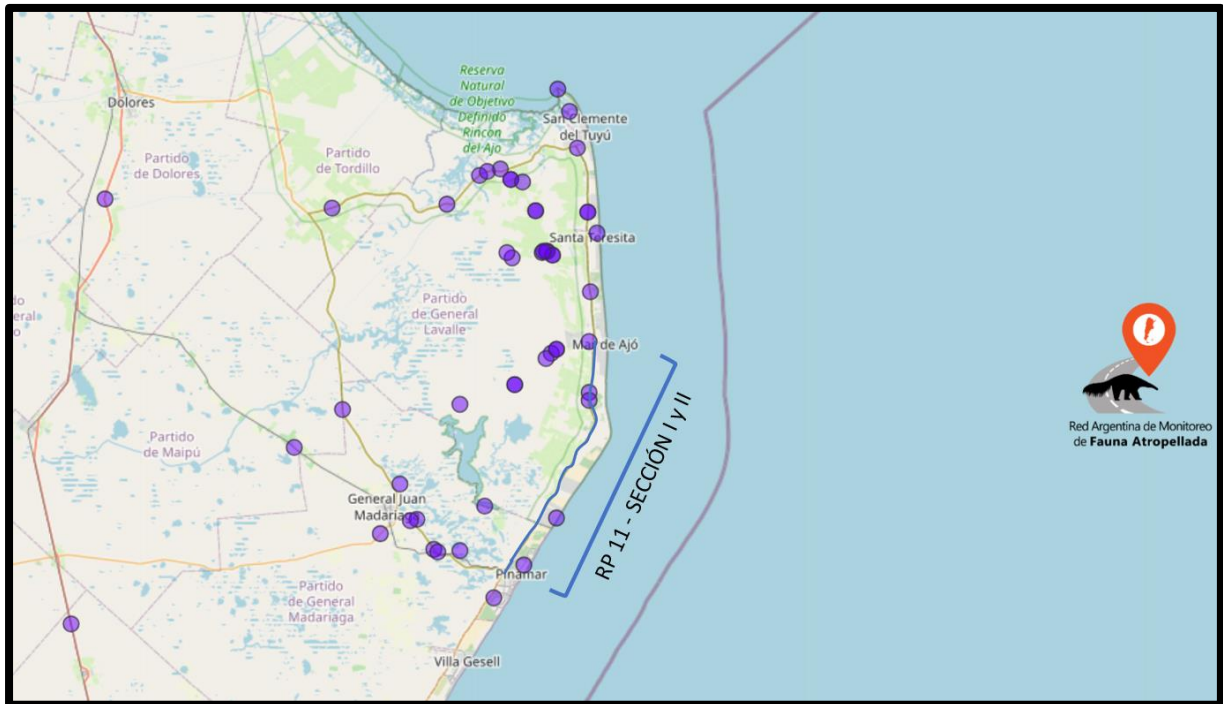 Reserva
Natural
de Objetivo
Definido
Rincon
del Ajo
Dolores
San Clemente
del Tuyú
Partido
de Dolores
Partido
de Tordillo
Santa Teresita
Partido
de General
Lavalle
Mar de Ajó
Partido
de Maipú
RP 11 - SECCIÓN I y II
General Juan
Madariaga
Pinamar
Partido
de General
Madariaga
Villa Gesell
Red Argentina de Monitoreo
de Fauna Atropellada